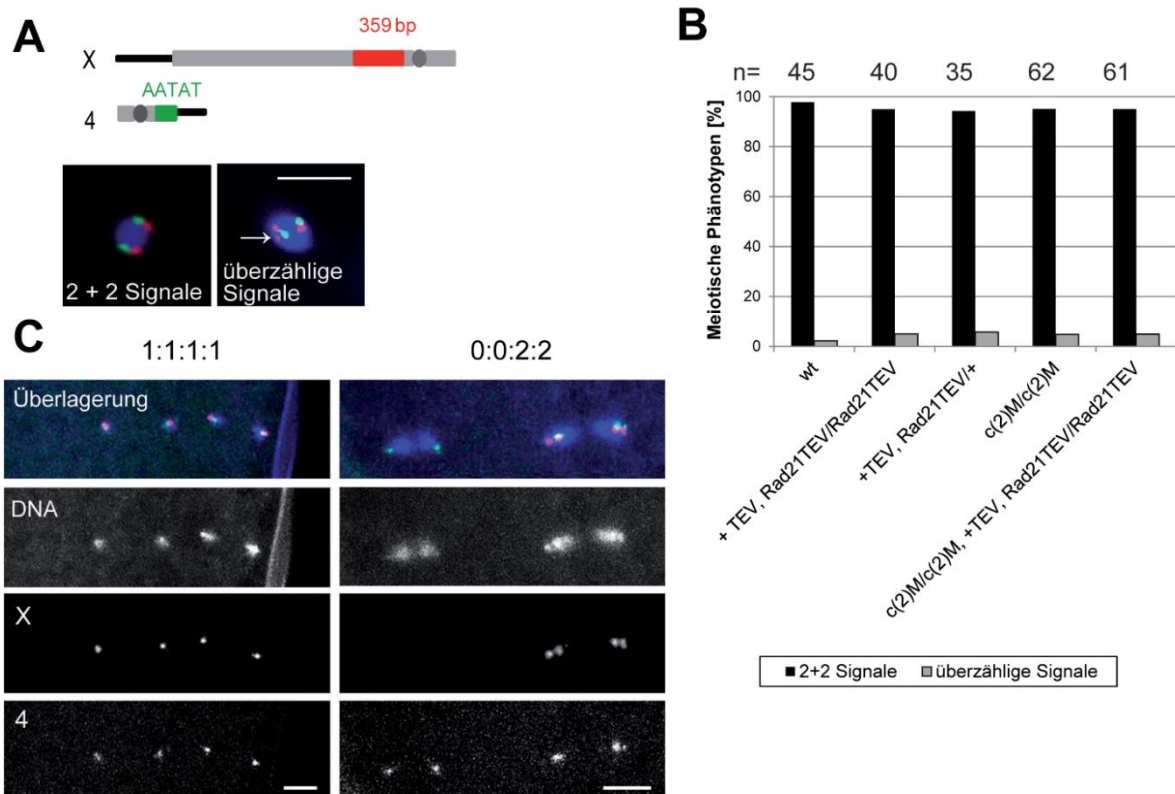 A
359 bp
X
AATAT
4
2 + 2 Signale
überzählige
Signale
B
n= 45 40 35 62 61
Meiotische Phänotypen [%]
100
80
60
40
20
0
wt
+ TEV, Rad21TEV/Rad21TEV
+TEV, Rad21TEV/+
c(2)M/c(2)M
c(2)M/c(2)M, +TEV, Rad21TEV/Rad21TEV
2+2 Signale überzählige Signale
C
1:1:1:1 0:0:2:2
Überlagerung
DNA
X
4